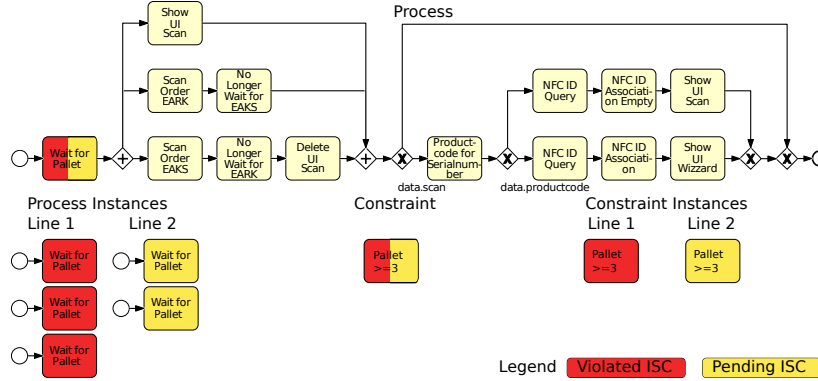 Process
Show
UI
Scan
Scan
Order
EARK
No
Longer
Wait for
EAKS
NFC ID
Query
NFC ID
Associati-
on Empty
Show
UI
Scan
Wait for
Pallet
+
Scan
Order
EAKS
No
Longer
Wait for
EARK
Delete
UI
Scan
+
X
Product-
code for
Serialnum-
ber
X
NFC ID
Query
NFC ID
Associati-
on
Show
UI
Wizzard
X
X
data.scan
data.productcode
Process Instances
Line 1
Line 2
Constraint
Constraint Instances
Line 1
Line 2
Wait for
Pallet
Wait for
Pallet
Pallet
>=3
Pallet
>=3
Pallet
>=3
Wait for
Pallet
Wait for
Pallet
Wait for
Pallet
Legend
Violated ISC
Pending ISC